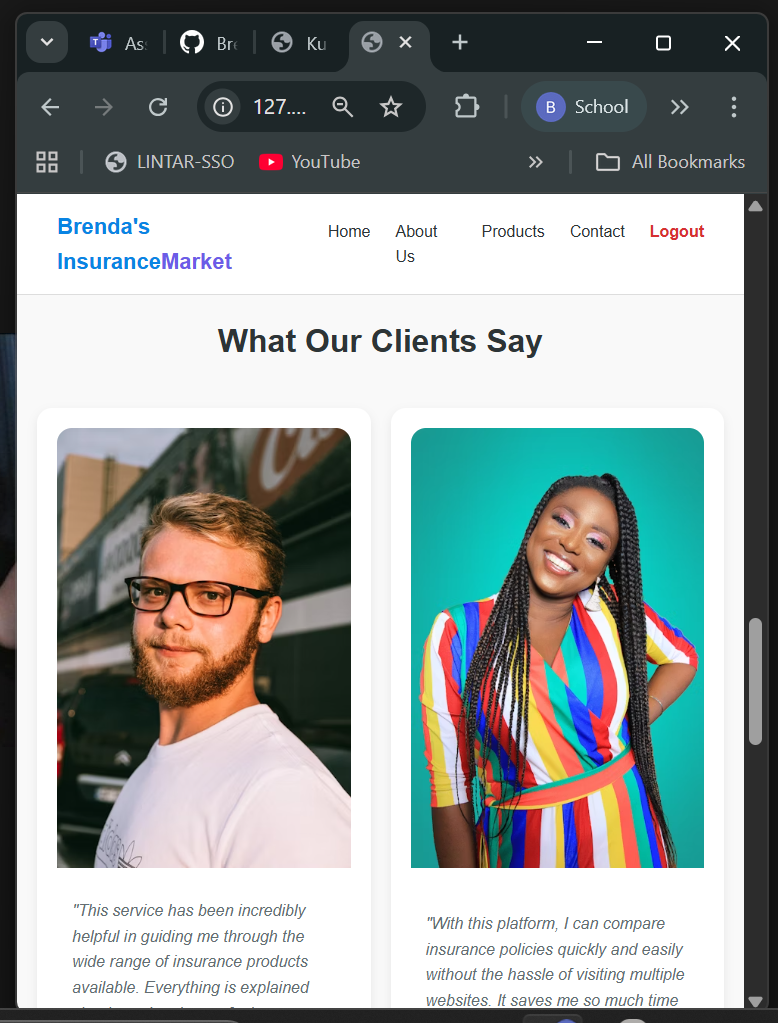 As
Br
Ku
127....
B School
LINTAR-SSO
YouTube
All Bookmarks
Brenda's
InsuranceMarket
Home
About
Us
Products
Contact
Logout
What Our Clients Say
"This service has been incredibly
helpful in guiding me through the
wide range of insurance products
available. Everything is explained
"With this platform, I can compare
insurance policies quickly and easily
without the hassle of visiting multiple
websites. It saves me so much time